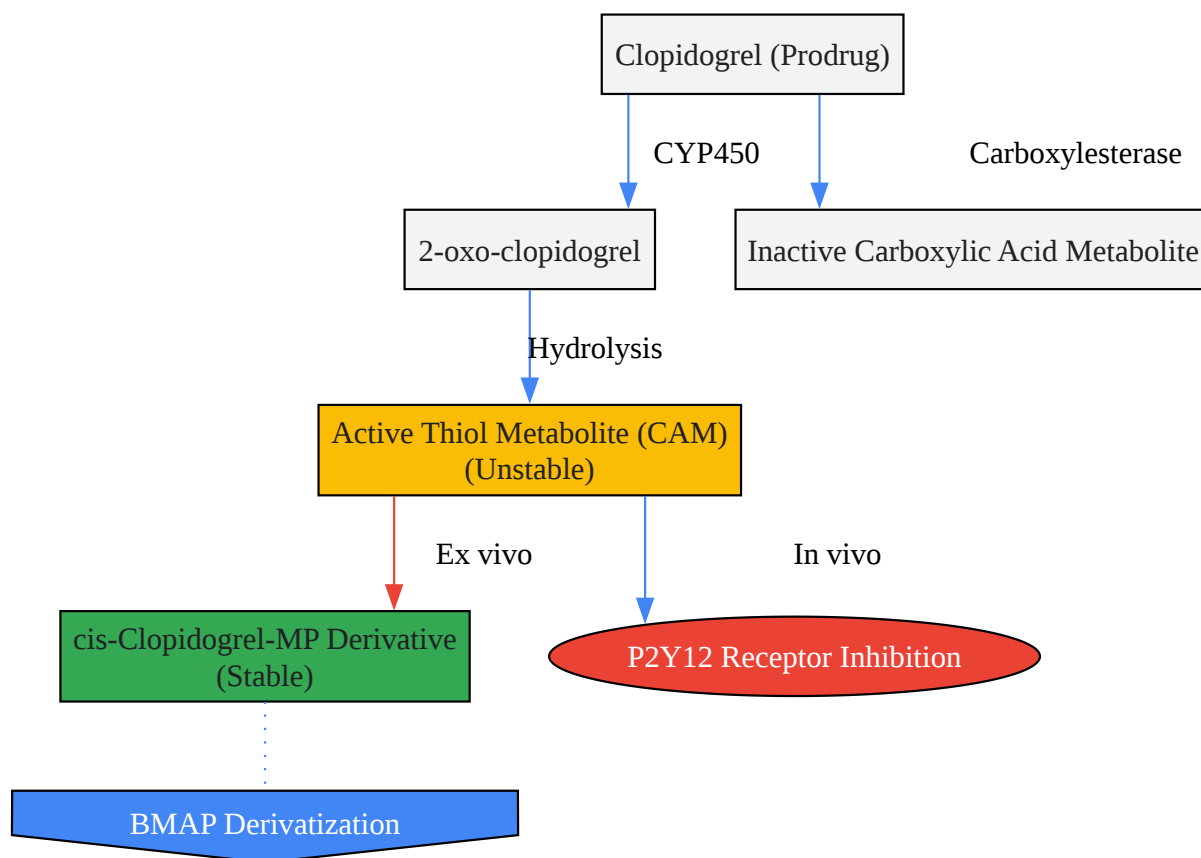 Clopidogrel (Prodrug)
CYP450
Carboxylesterase
2-oxo-clopidogrel
Inactive Carboxylic Acid Metabolite
Hydrolysis
Active Thiol Metabolite (CAM)
(Unstable)
Ex vivo
In vivo
cis-Clopidogrel-MP Derivative
(Stable)
P2Y12 Receptor Inhibition
BMAP Derivatization